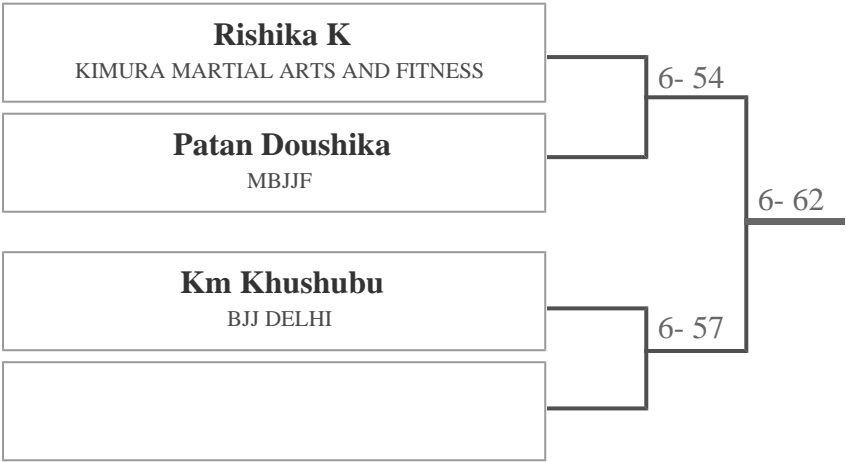 Rishika K
KIMURA MARTIAL ARTS AND FITNESS
6- 54
Patan Doushika
MBJJF
6- 62
Km Khushubu
BJJ DELHI
6- 57